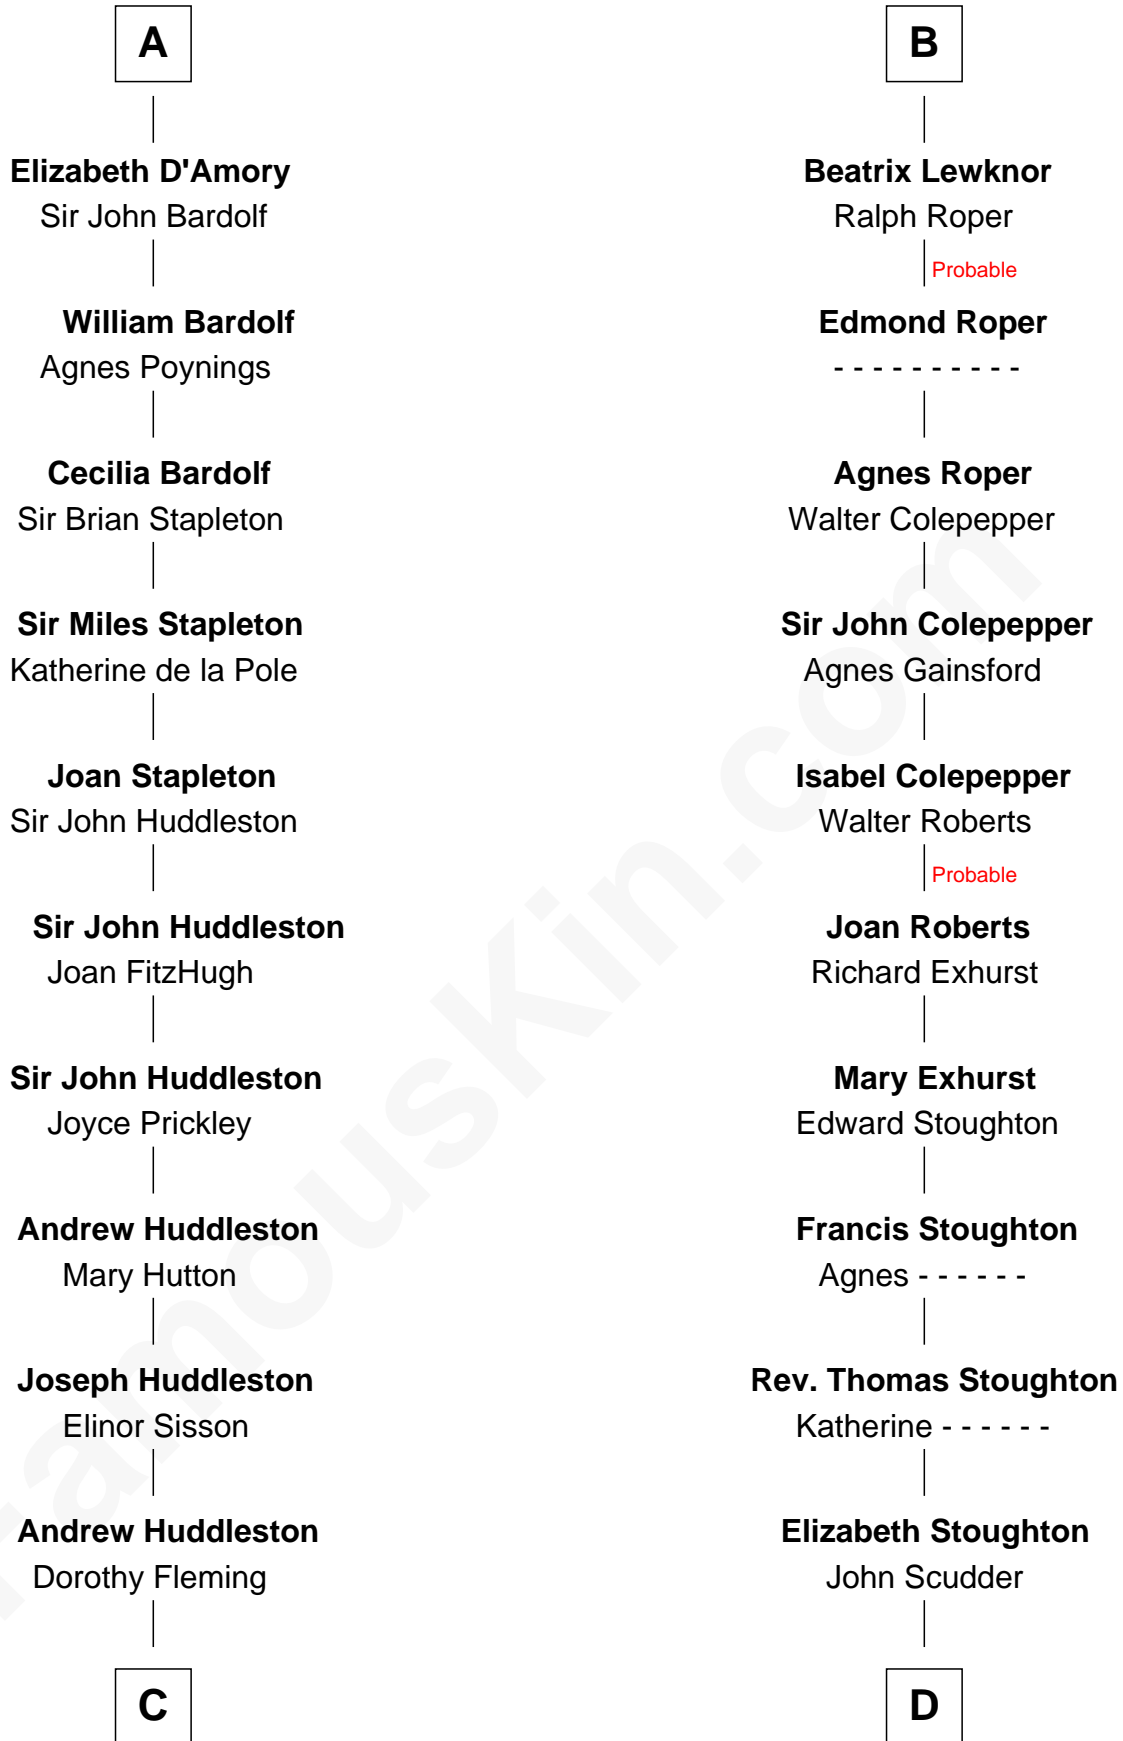 A
Elizabeth D'Amory
Sir John Bardolf
William Bardolf
Agnes Poynings
Cecilia Bardolf
Sir Brian Stapleton
Sir Miles Stapleton
Katherine de la Pole
Joan Stapleton
Sir John Huddleston
Sir John Huddleston
Joan FitzHugh
Sir John Huddleston
Joyce Prickley
Andrew Huddleston
Mary Hutton
Joseph Huddleston
Elinor Sisson
Andrew Huddleston
Dorothy Fleming
C
B
Beatrix Lewknor
Ralph Roper
Probable
Edmond Roper
- - - - - - - - - -
Agnes Roper
Walter Colepepper
Sir John Colepepper
Agnes Gainsford
Isabel Colepepper
Walter Roberts
Probable
Joan Roberts
Richard Exhurst
Mary Exhurst
Edward Stoughton
Francis Stoughton
Agnes - - - - - -
Rev. Thomas Stoughton
Katherine - - - - - -
Elizabeth Stoughton
John Scudder
D
FamousKin.com